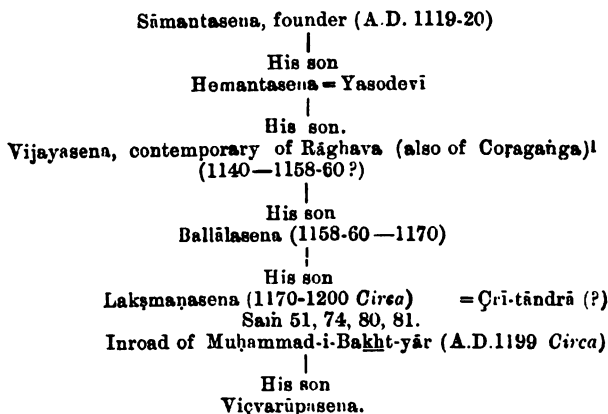 Sāmantasena, founder (A.D. 1119-20)
His son
Hemantasena = Yasodevī
His son.
Vijayasena, contemporary of Rāghava (also of Coṛagaṅga)1
(1140—1158-60 ?)
His son
Ballālasena (1158-60—1170)
His son
Lakṣmaṇasena (1170-1200 Circa) =Çrī-tāndrā (?)
Saṁ 51, 74, 80, 81.
Inroad of Muḥammad-i-Bakht-yār (A.D.1199 Circa)
His son
Viçvarūpasena.